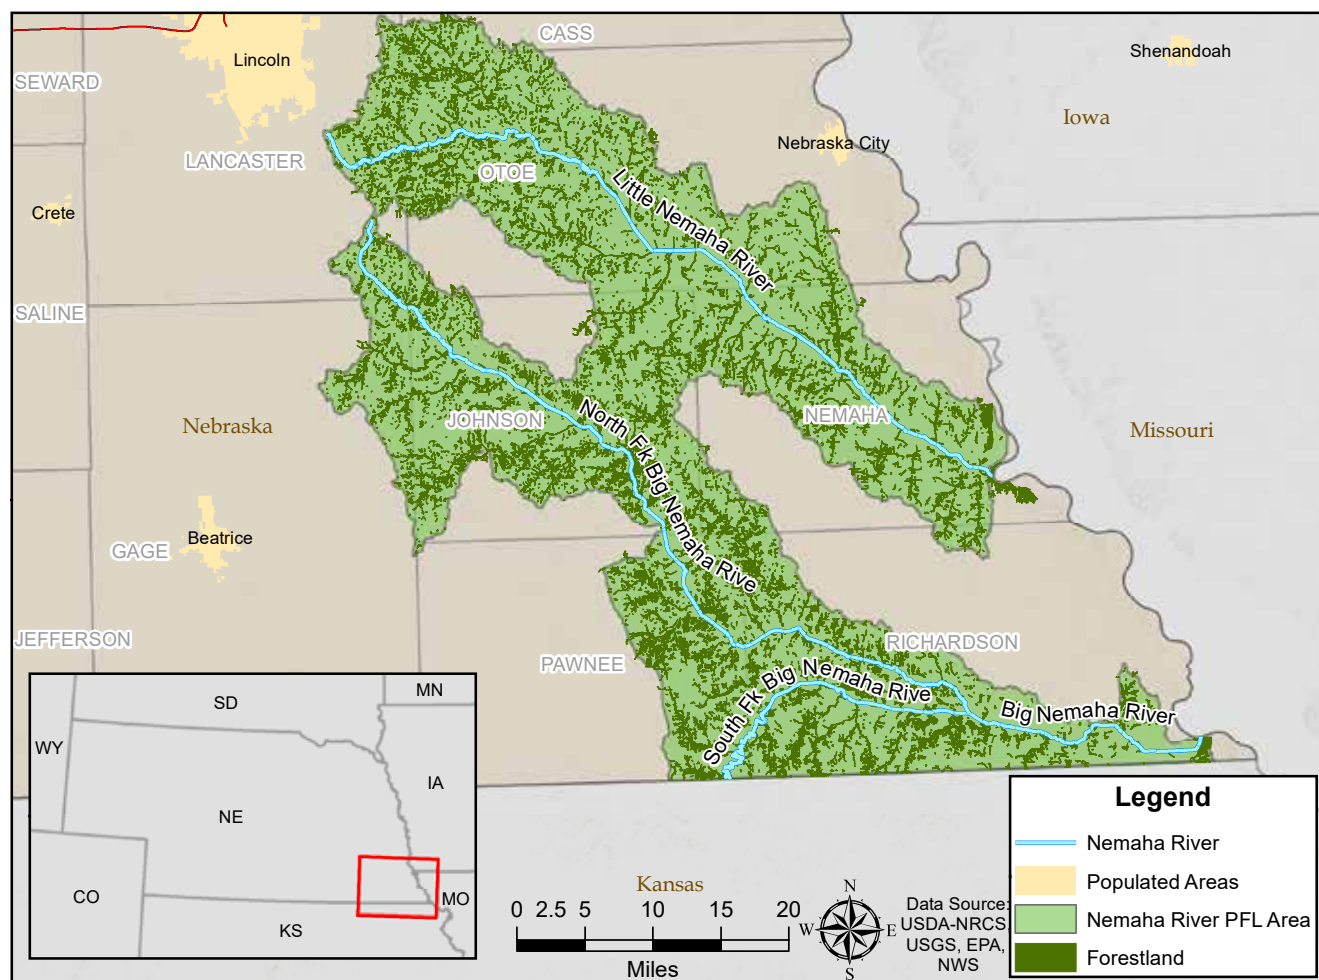 CASS
Lincoln
Shenandoah
SEWARD
Iowa
Nebraska City
LANCASTER
OTOE
Little Nemaha River
Crete
SALINE
Nebraska
JOHNSON
North Fk Big Nemaha Rive
NEMAHA
Missouri
Beatrice
GAGE
JEFFERSON
PAWNEE
RICHARDSON
South Fk Big Nemaha Rive
Big Nemaha River
SD
MN
WY
IA
NE
CO
MO
KS
Kansas
0 2.5 5 10 15 20
Miles
N
W E
S
Data Source:
USDA-NRCS,
USGS, EPA,
NWS
Legend
Nemaha River
Populated Areas
Nemaha River PFL Area
Forestland